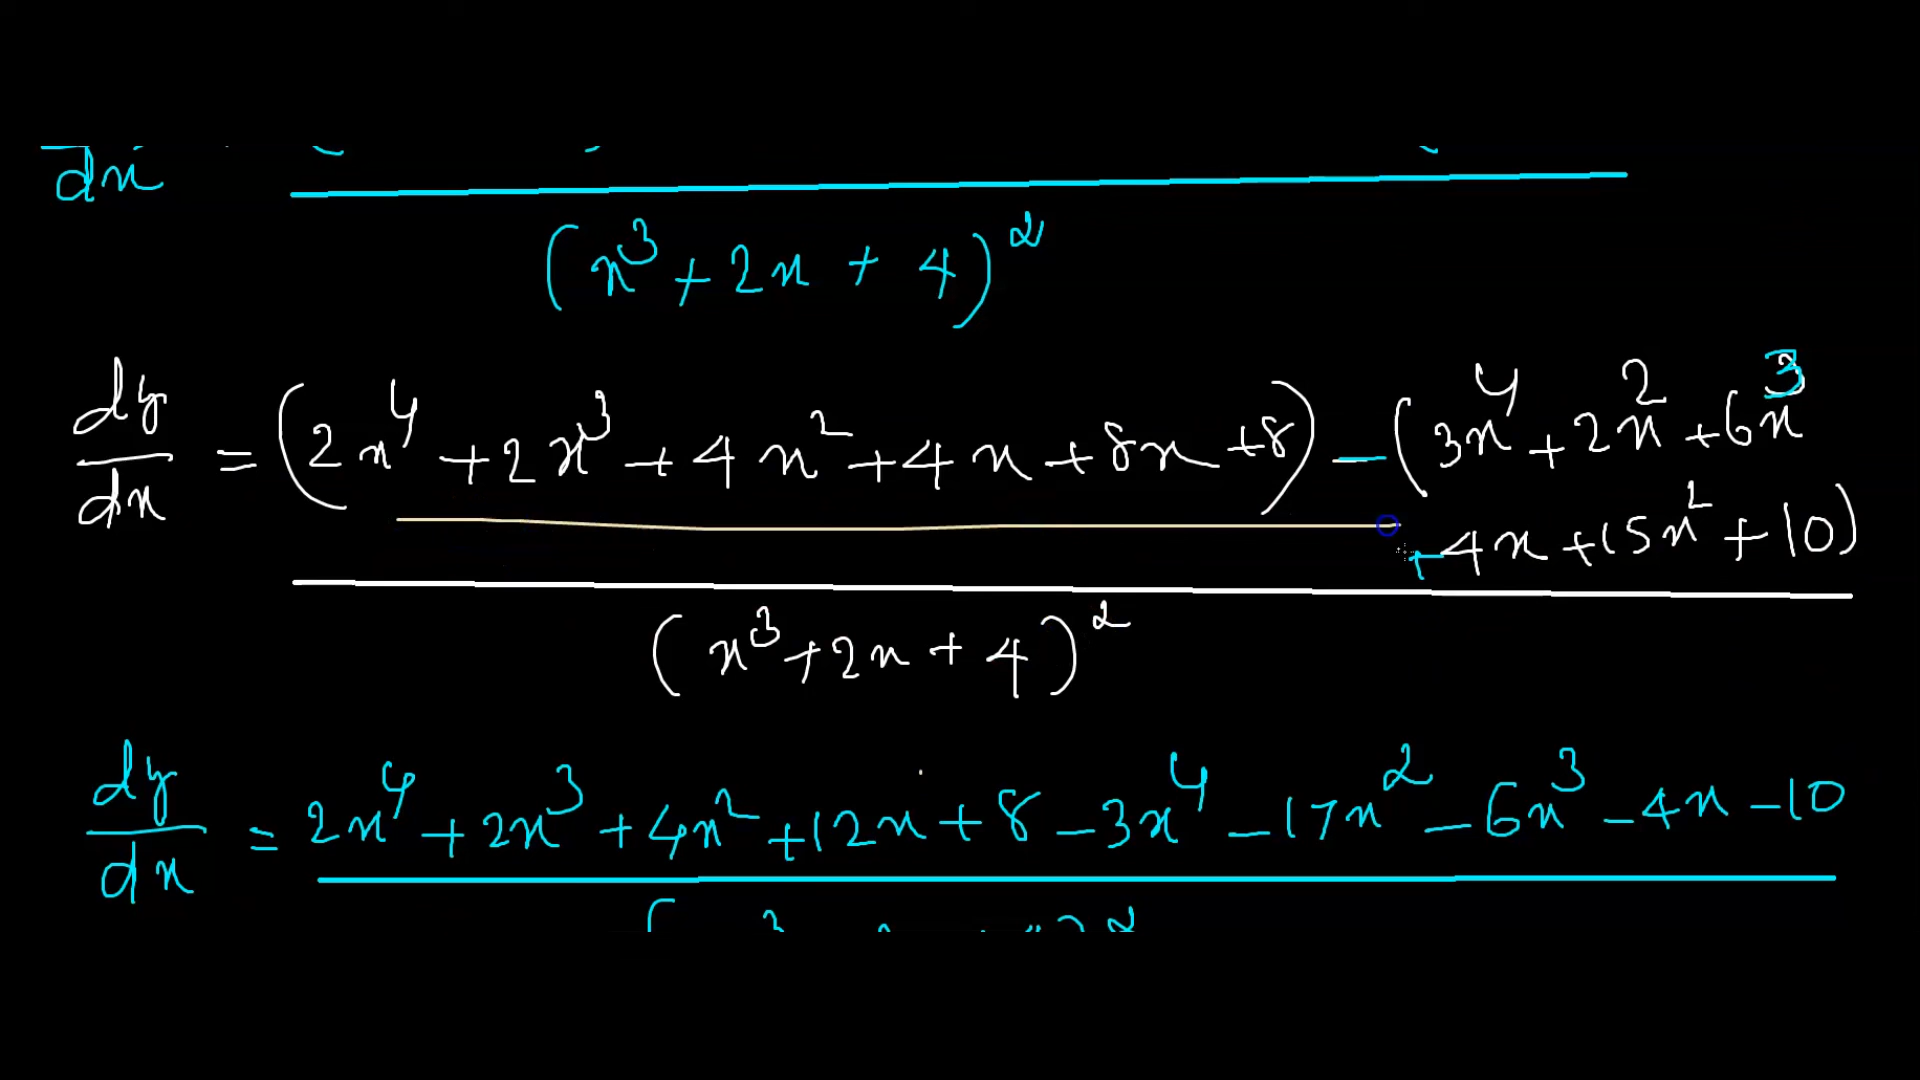 dx
(x³ + 2x + 4)²
dy/dx = (2x⁴ + 2x³ + 4x² + 4x + 8x + 8) − (3x⁴ + 2x² + 6x³
+ 4x + 15x² + 10)
(x³ + 2x + 4)²
dy/dx = 2x⁴ + 2x³ + 4x² + 12x + 8 − 3x⁴ − 17x² − 6x³ − 4x − 10